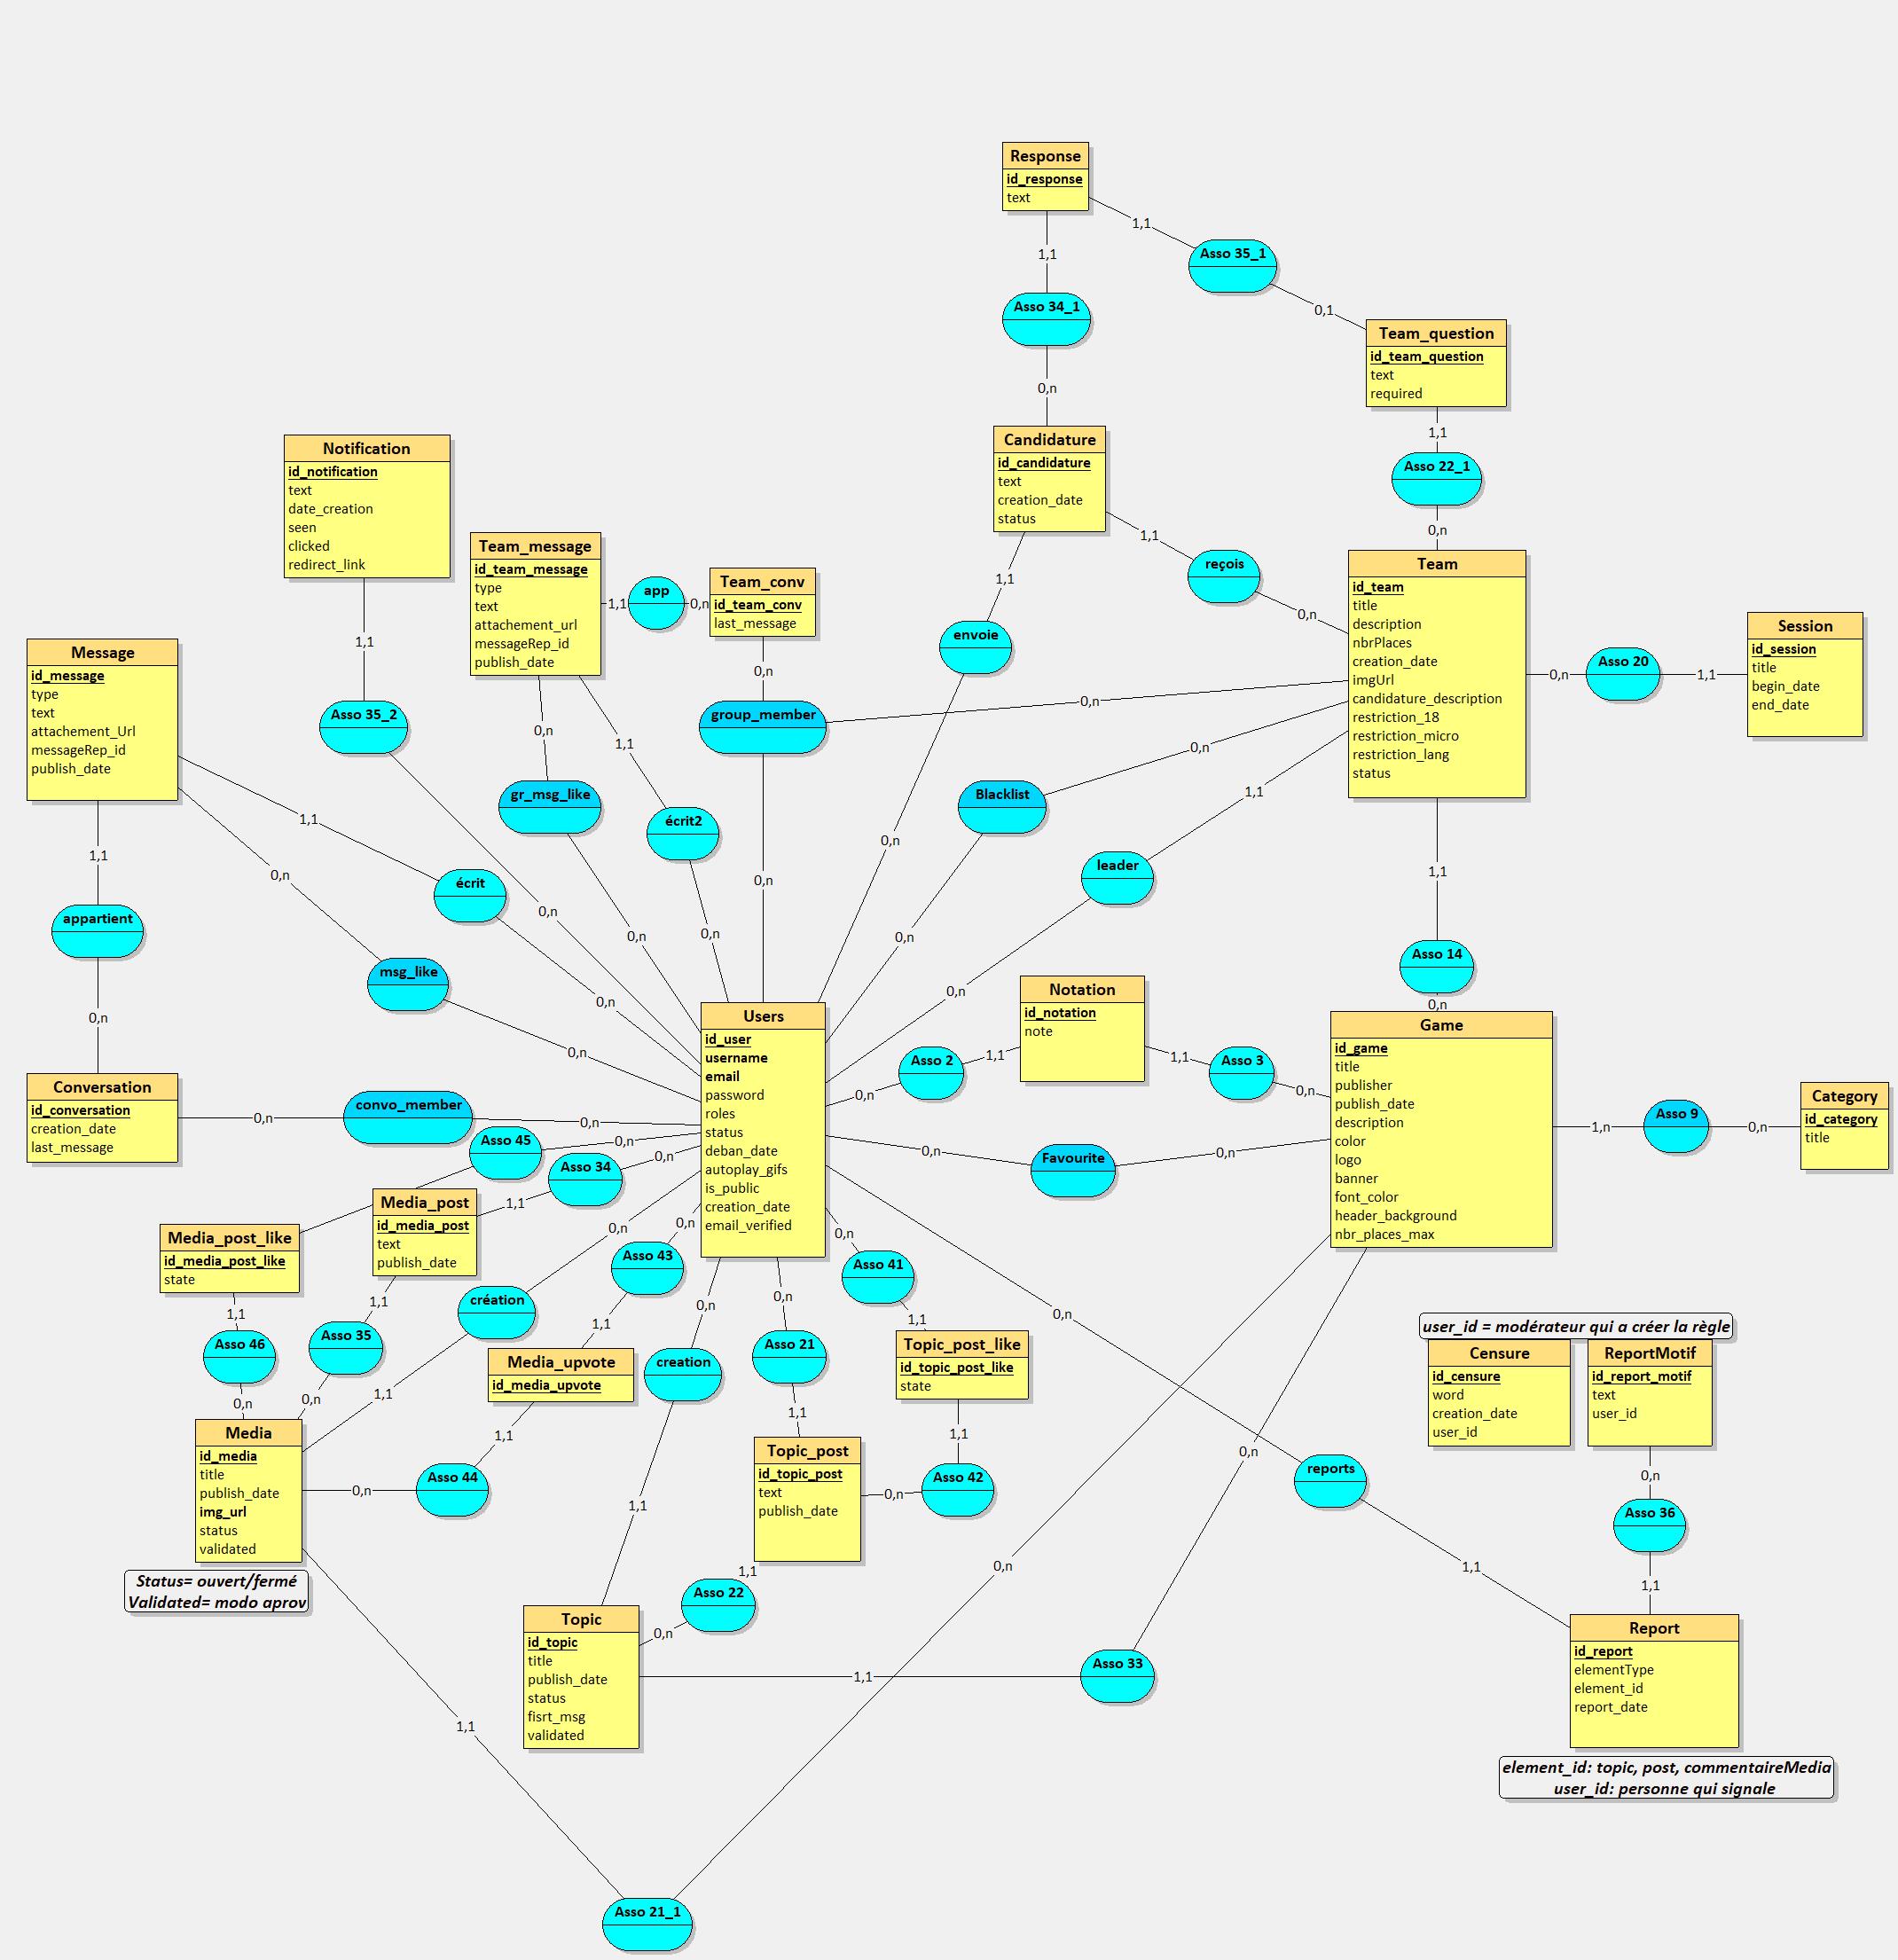 Response
id_response
text
1,1
1,1
Asso 35_1
Asso 34_1
0,1
0,n
Team_question
id_team_question
text
required
1,1
Asso 22_1
0,n
Candidature
id_candidature
text
creation_date
status
1,1
reçois
0,n
1,1
envoie
0,n
Notification
id_notification
text
date_creation
seen
clicked
redirect_link
1,1
Asso 35_2
0,n
Team_message
id_team_message
type
text
attachement_url
messageRep_id
publish_date
1,1
app
0,n
Team_conv
id_team_conv
last_message
0,n
group_member
0,n
0,n
Team
id_team
title
description
nbrPlaces
creation_date
imgUrl
candidature_description
restriction_18
restriction_micro
restriction_lang
status
0,n
Asso 20
1,1
Session
id_session
title
begin_date
end_date
Message
id_message
type
text
attachement_Url
messageRep_id
publish_date
0,n
gr_msg_like
0,n
1,1
écrit2
0,n
0,n
Blacklist
0,n
1,1
leader
0,n
1,1
Asso 14
0,n
1,1
écrit
0,n
0,n
msg_like
0,n
1,1
appartient
0,n
Conversation
id_conversation
creation_date
last_message
0,n
convo_member
0,n
Users
id_user
username
email
password
roles
status
deban_date
autoplay_gifs
is_public
creation_date
email_verified
Notation
id_notation
note
0,n
Asso 2
1,1
1,1
Asso 3
0,n
Game
id_game
title
publisher
publish_date
description
color
logo
banner
font_color
header_background
nbr_places_max
1,n
Asso 9
0,n
Category
id_category
title
0,n
Favourite
0,n
Asso 45
0,n
Asso 34
0,n
1,1
Media_post
id_media_post
text
publish_date
Media_post_like
id_media_post_like
state
1,1
Asso 46
0,n
1,1
Asso 35
0,n
0,n
création
1,1
0,n
Asso 43
1,1
Media_upvote
id_media_upvote
1,1
Asso 44
0,n
0,n
creation
1,1
0,n
Asso 21
1,1
0,n
Asso 41
1,1
Topic_post_like
id_topic_post_like
state
1,1
Asso 42
0,n
Topic_post
id_topic_post
text
publish_date
1,1
Asso 22
0,n
Media
id_media
title
publish_date
img_url
status
validated
Status= ouvert/fermé
Validated= modo aprov
Topic
id_topic
title
publish_date
status
fisrt_msg
validated
1,1
Asso 33
0,n
0,n
1,1
Asso 21_1
0,n
reports
1,1
user_id = modérateur qui a créer la règle
Censure
id_censure
word
creation_date
user_id
ReportMotif
id_report_motif
text
user_id
0,n
Asso 36
1,1
Report
id_report
elementType
element_id
report_date
element_id: topic, post, commentaireMedia
user_id: personne qui signale